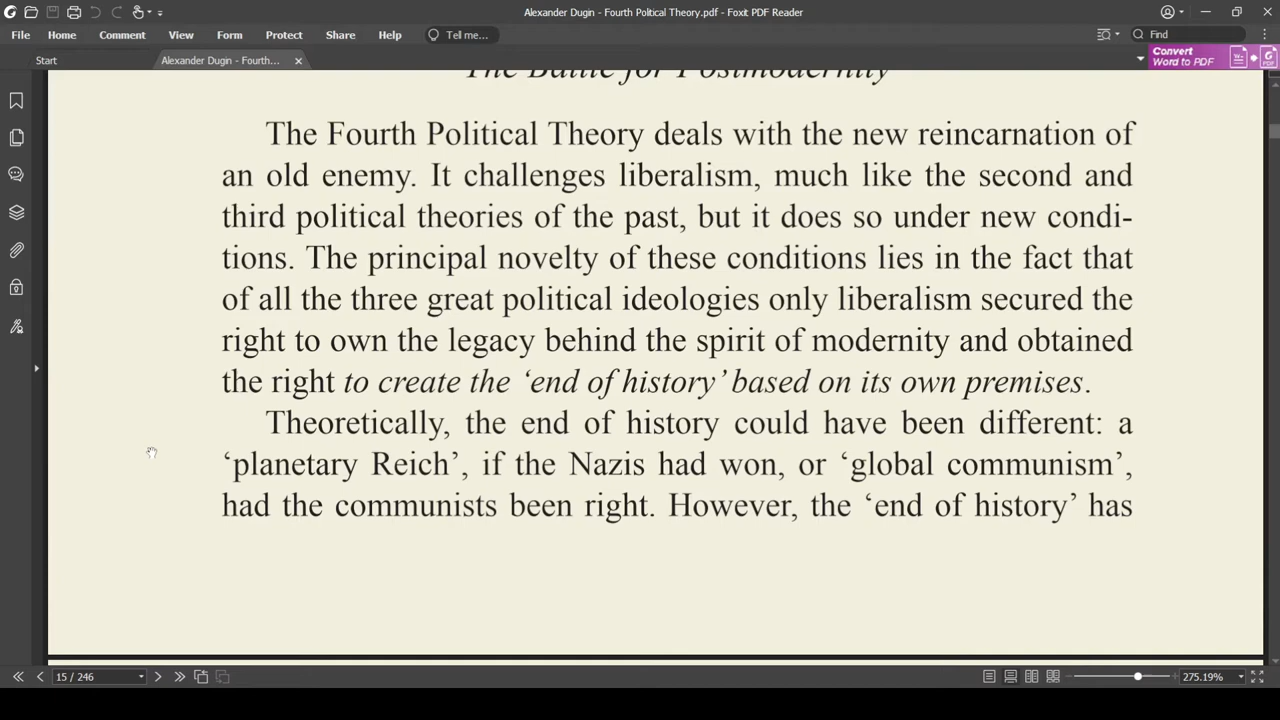 Alexander Dugin - Fourth Polticál Theory.pdf - Foxit PDF Reader
File Home Comment View Form Protect Share Help Tell me... Find
Start Alexander Dugin - Fourth... Convert
Word to PDF
The Battle for Postmodernity
The Fourth Political Theory deals with the new reincarnation of
an old enemy. It challenges liberalism, much like the second and
third political theories of the past, but it does so under new condi-
tions. The principal novelty of these conditions lies in the fact that
of all the three great political ideologies only liberalism secured the
right to own the legacy behind the spirit of modernity and obtained
the right to create the ‘end of history’ based on its own premises.
Theoretically, the end of history could have been different: a
‘planetary Reich’, if the Nazis had won, or ‘global communism’,
had the communists been right. However, the ‘end of history’ has
15 / 246 275.19%